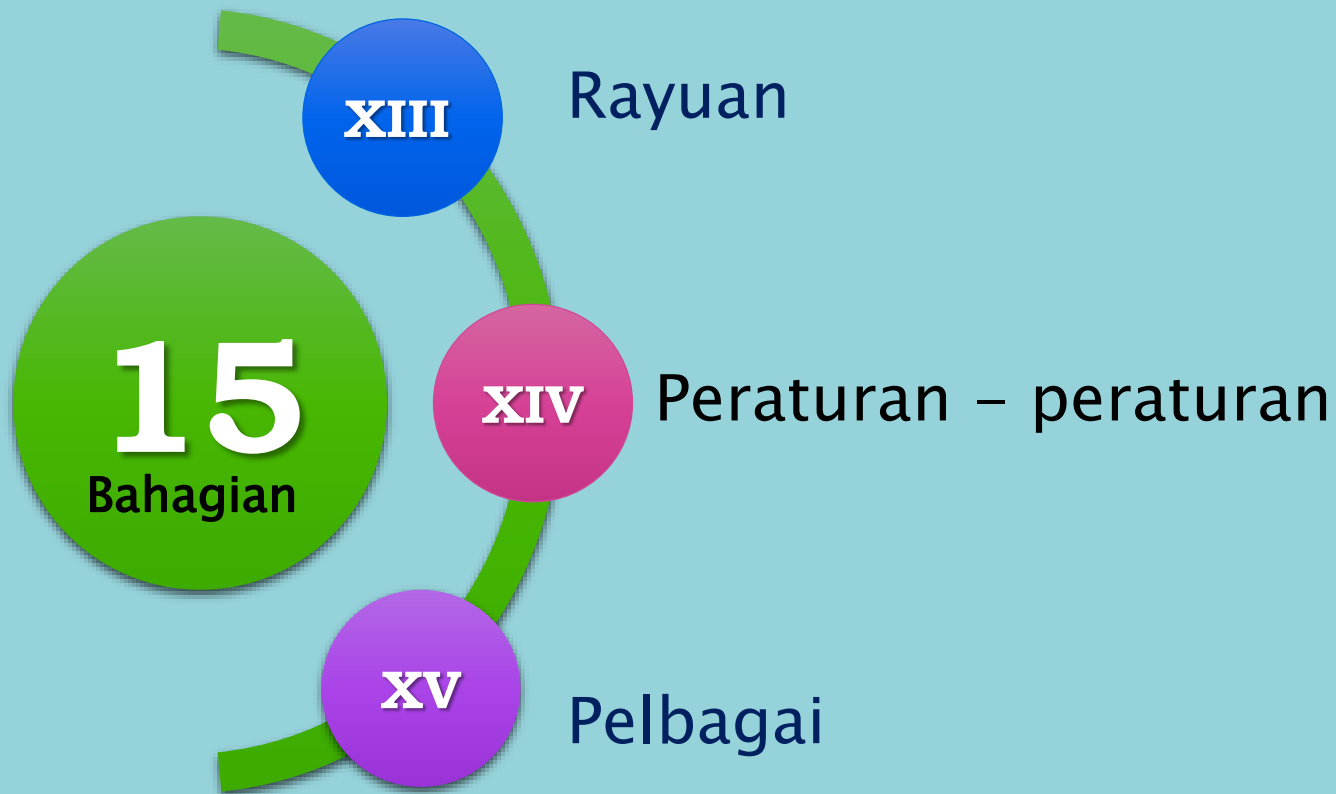 XIII
Rayuan
15
Bahagian
XIV
Peraturan – peraturan
XV
Pelbagai